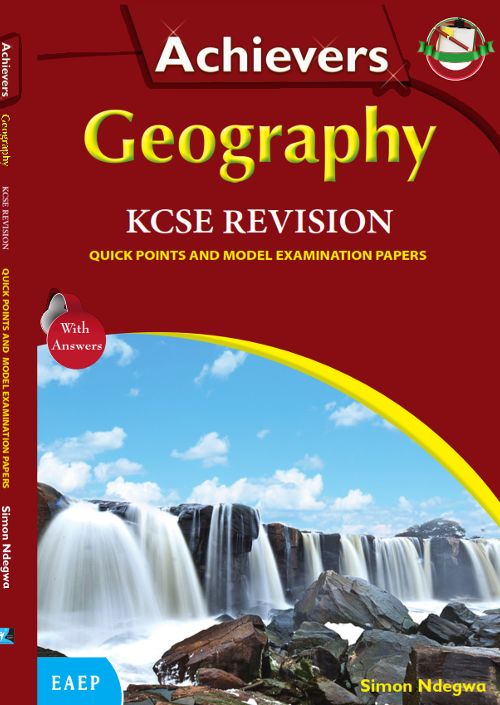 Achievers
Geography
KCSE REVISION
QUICK POINTS AND MODEL EXAMINATION PAPERS
With
Answers
EAEP
Simon Ndegwa
Achievers Geography KCSE REVISION QUICK POINTS AND MODEL EXAMINATION PAPERS Simon Ndegwa